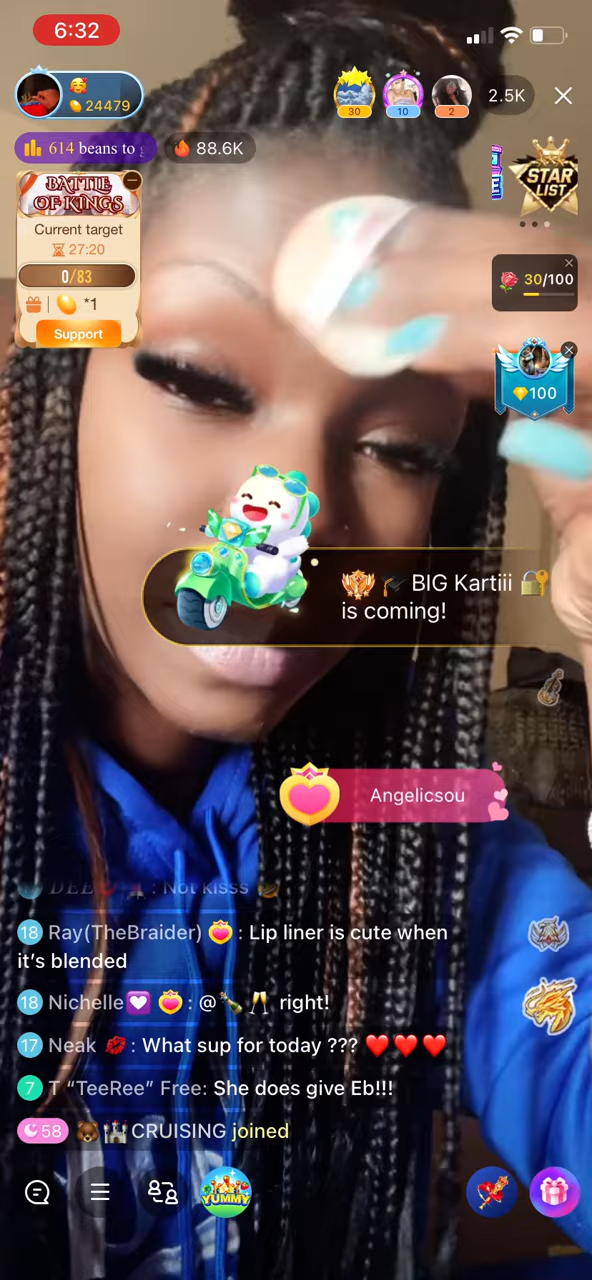 6:32
24479
30
10
2
2.5K
614 beans to
88.6K
STAR
LIST
BATTLE
OF KINGS
Current target
27:20
0/83
*1
Support
30/100
100
BIG Kartiii
is coming!
Angelicsou
DEE : Not kisss
18 Ray(TheBraider) : Lip liner is cute when
it's blended
18 Nichelle : @ right!
17 Neak : What sup for today ???
7 T “TeeRee” Free: She does give Eb!!!
58 CRUISING joined
YUMMY